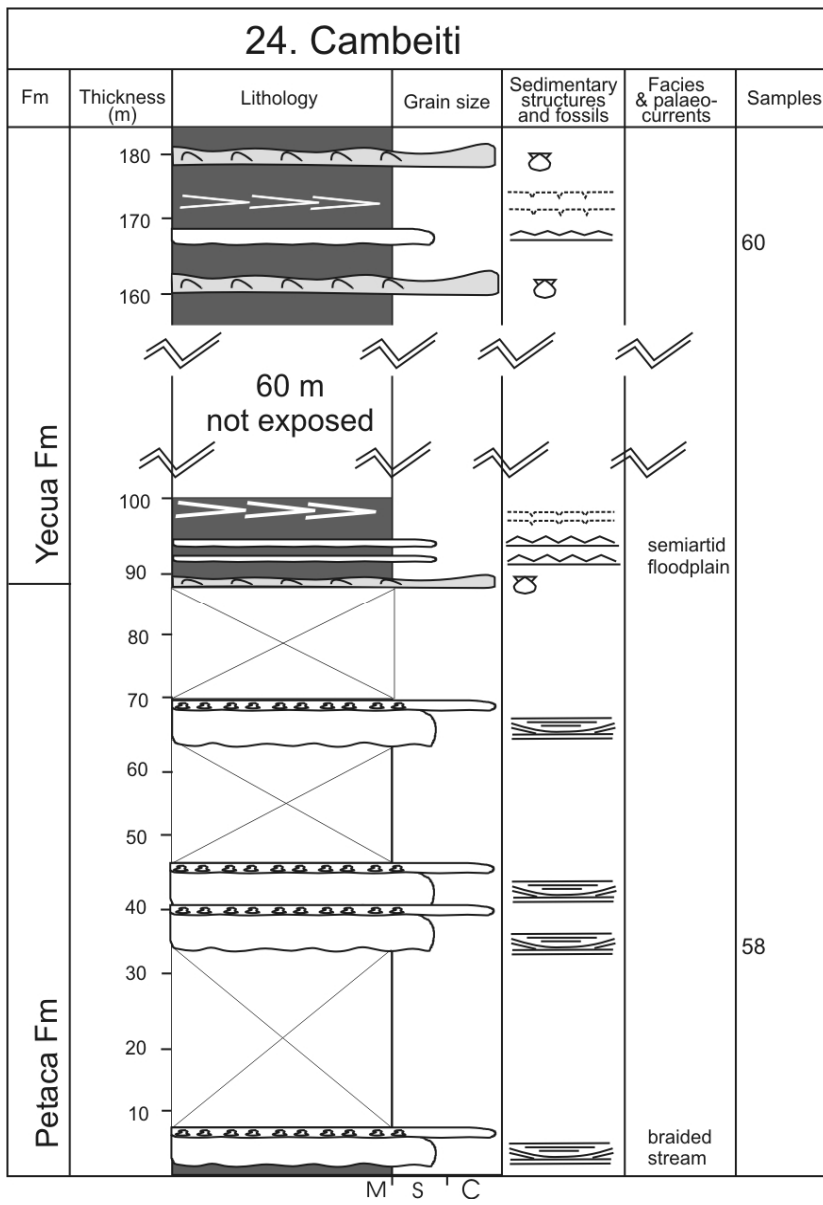 24. Cambeiti
Fm
Thickness
(m)
Lithology
Grain size
Sedimentary
structures
and fossils
Facies
& palaeo-
currents
Samples
180
170
60
160
60 m
not exposed
Yecua Fm
100
semiartid
floodplain
90
80
70
60
50
40
58
30
20
Petaca Fm
10
braided
stream
M S C